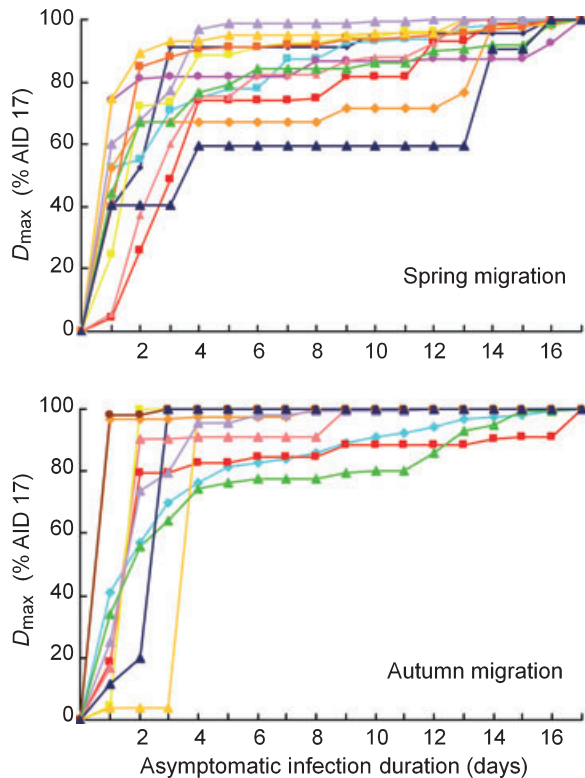 D_max (% AID 17)
100
80
60
40
20
0
Spring migration
2 4 6 8 10 12 14 16
D_max (% AID 17)
100
80
60
40
20
0
Autumn migration
2 4 6 8 10 12 14 16
Asymptomatic infection duration (days)